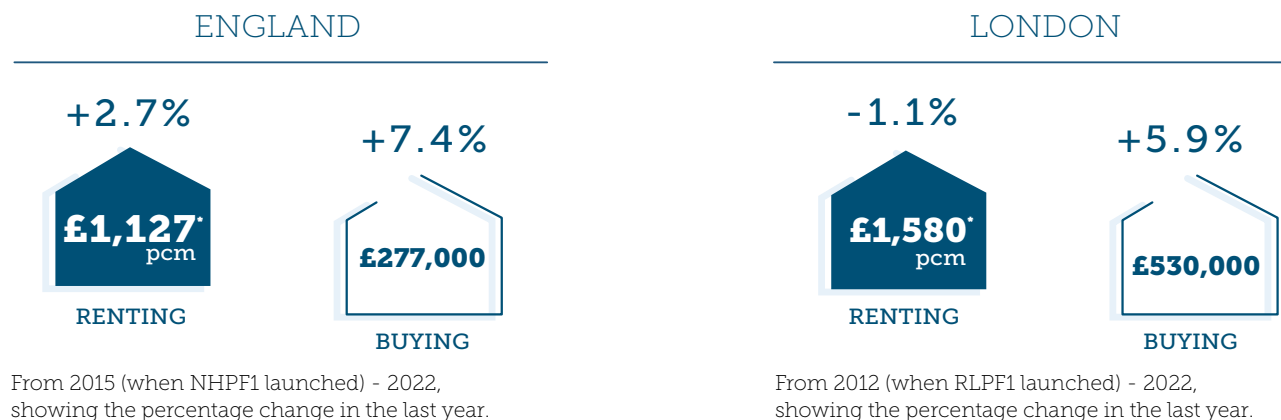 ENGLAND
+2.7%
+7.4%
£1,127*
pcm
£277,000
RENTING
BUYING
From 2015 (when NHPF1 launched) - 2022,
showing the percentage change in the last year.
LONDON
-1.1%
+5.9%
£1,580*
pcm
£530,000
RENTING
BUYING
From 2012 (when RLPF1 launched) - 2022,
showing the percentage change in the last year.